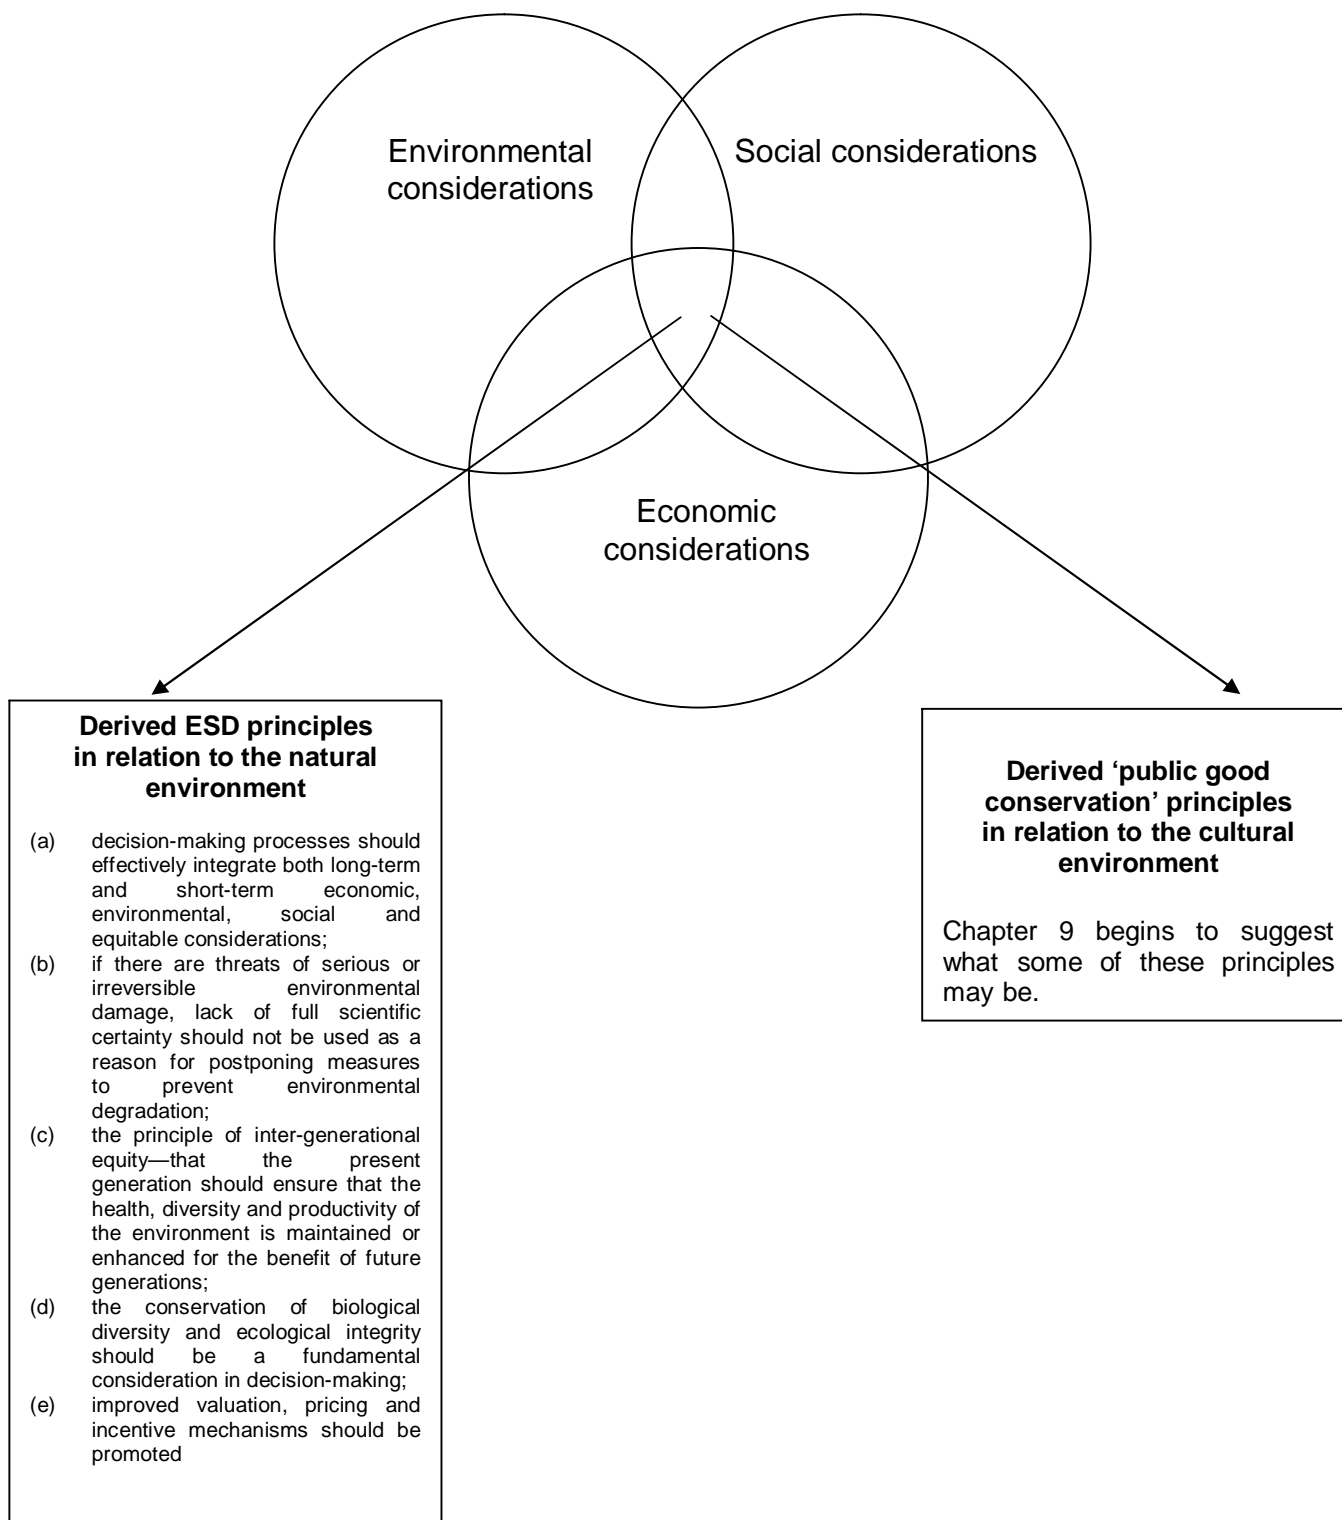 Environmental
considerations
Social considerations
Economic
considerations
Derived ESD principles
in relation to the natural
environment
(a) decision-making processes should
effectively integrate both long-term
and short-term economic,
environmental, social and
equitable considerations;
(b) if there are threats of serious or
irreversible environmental
damage, lack of full scientific
certainty should not be used as a
reason for postponing measures
to prevent environmental
degradation;
(c) the principle of inter-generational
equity—that the present
generation should ensure that the
health, diversity and productivity of
the environment is maintained or
enhanced for the benefit of future
generations;
(d) the conservation of biological
diversity and ecological integrity
should be a fundamental
consideration in decision-making;
(e) improved valuation, pricing and
incentive mechanisms should be
promoted
Derived ‘public good
conservation’ principles
in relation to the cultural
environment
Chapter 9 begins to suggest
what some of these principles
may be.